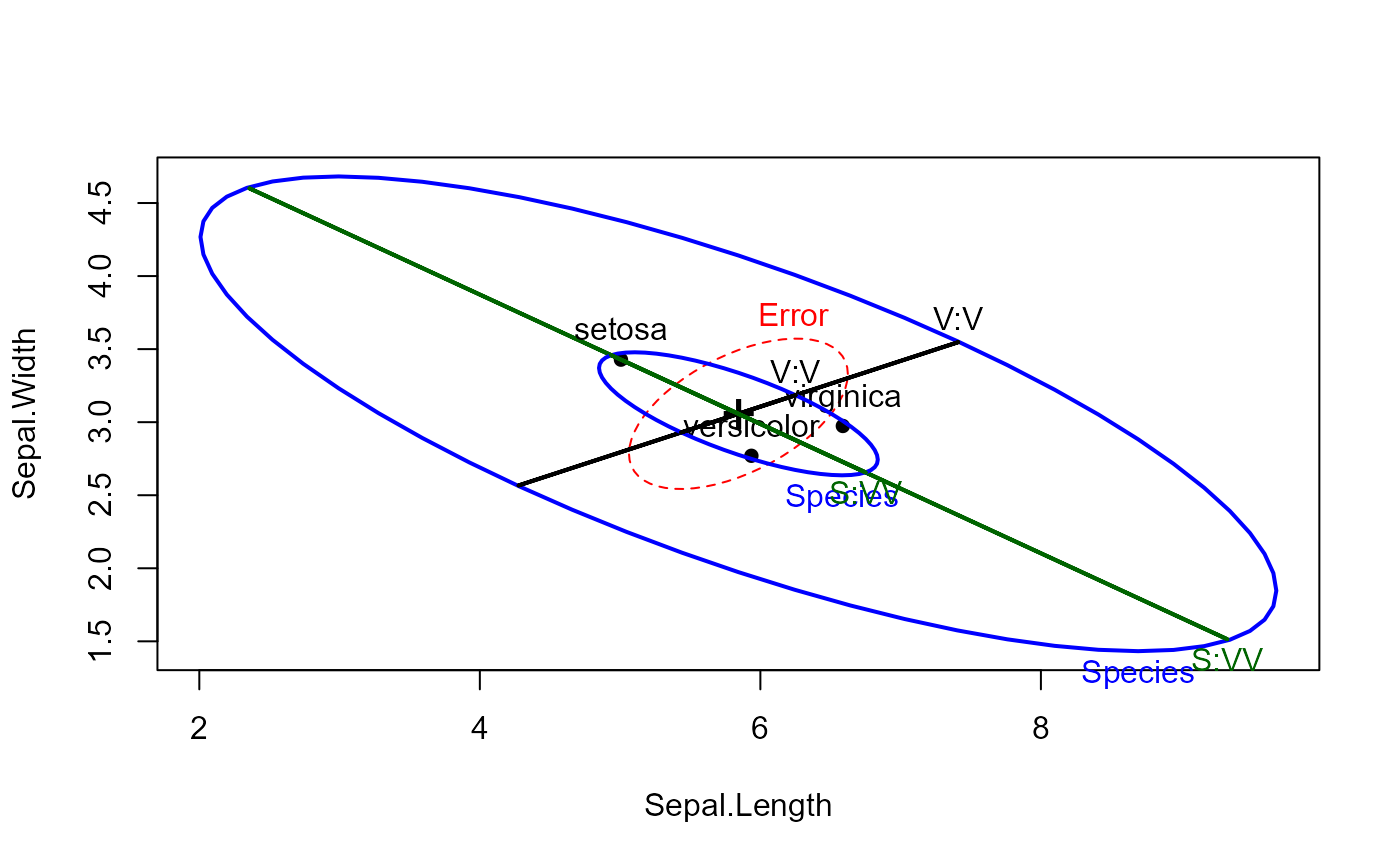 Sepal.Width
4.5
4.0
3.5
3.0
2.5
2.0
1.5
Error
V:V
setosa
V:V
virginica
versicolor
S:VV
Species
S:VV
Species
2 4 6 8
Sepal.Length